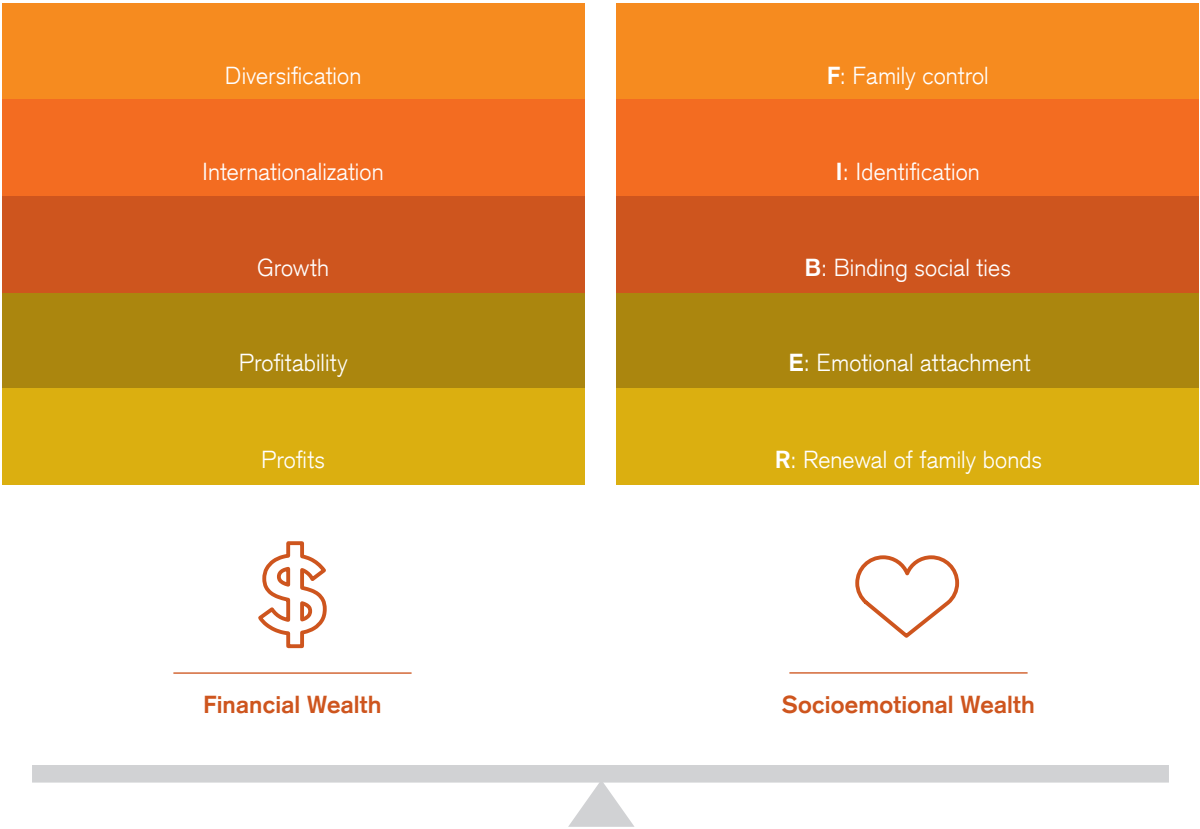 Diversification
Internationalization
Growth
Profitability
Profits
Financial Wealth
F: Family control
I: Identification
B: Binding social ties
E: Emotional attachment
R: Renewal of family bonds
Socioemotional Wealth